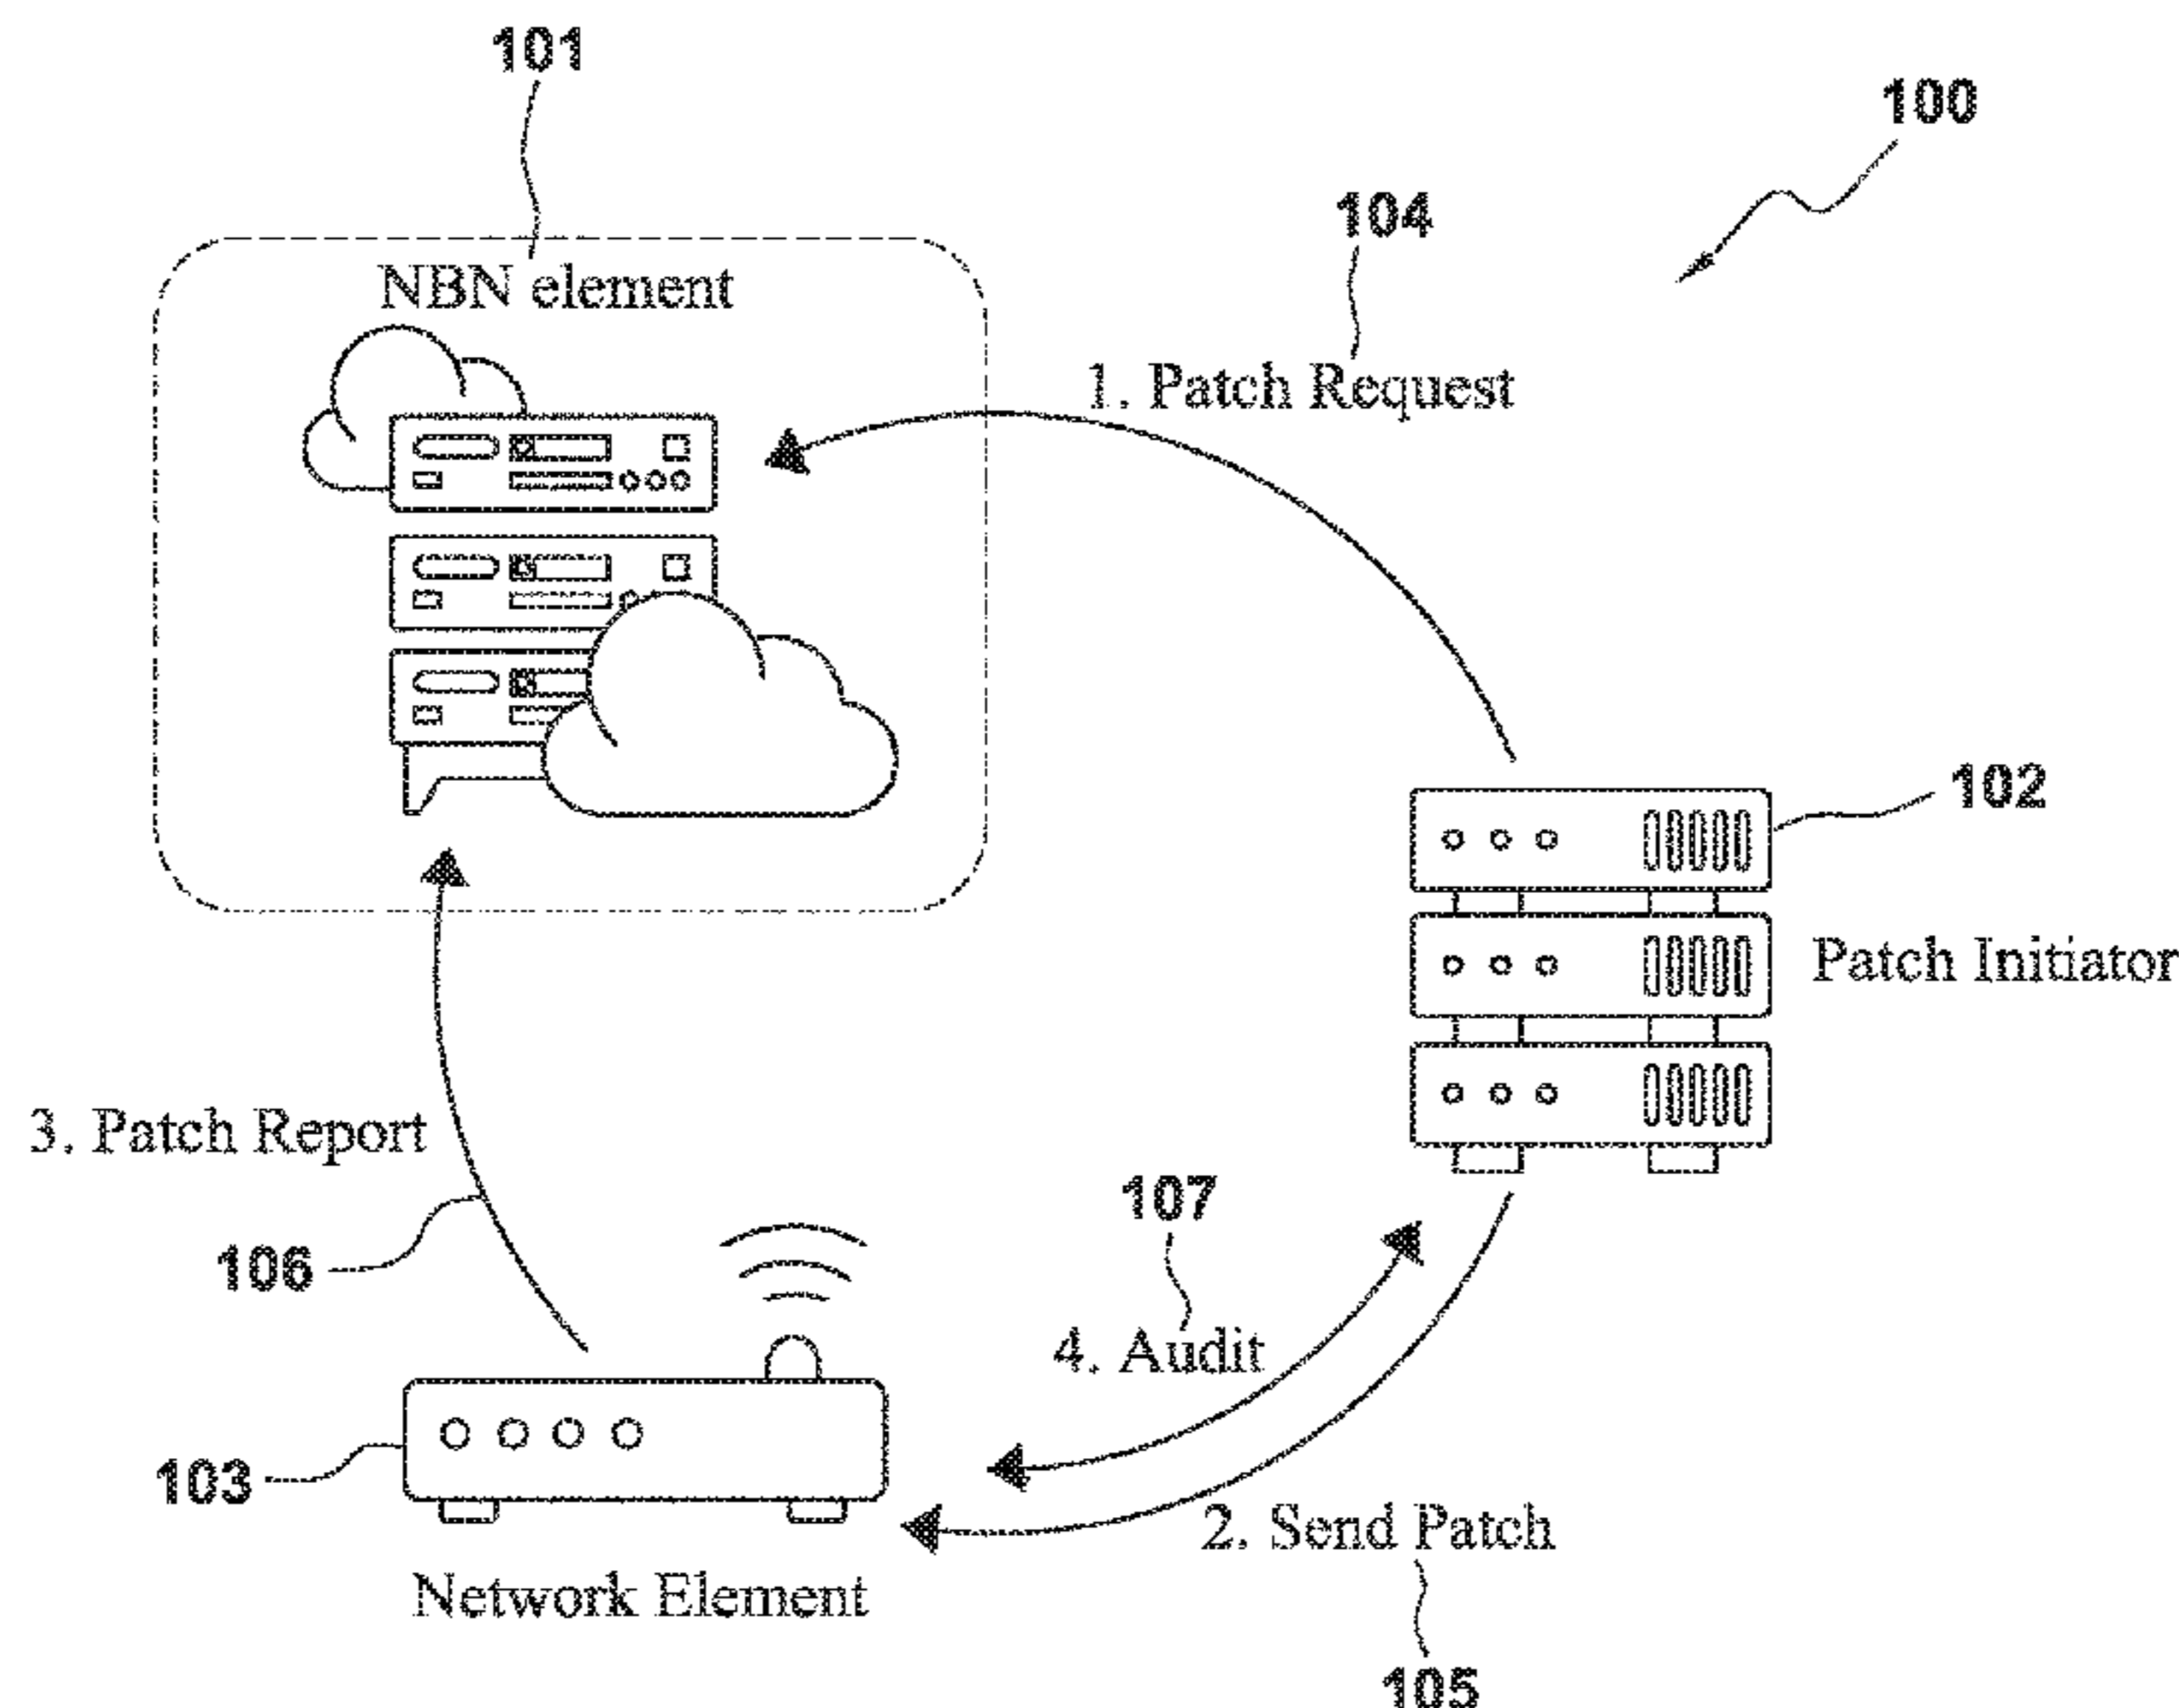 101
100
104
NBN element
1. Patch Request
102
Patch Initiator
3. Patch Report
107
106
4. Audit
103
2. Send Patch
Network Element
105